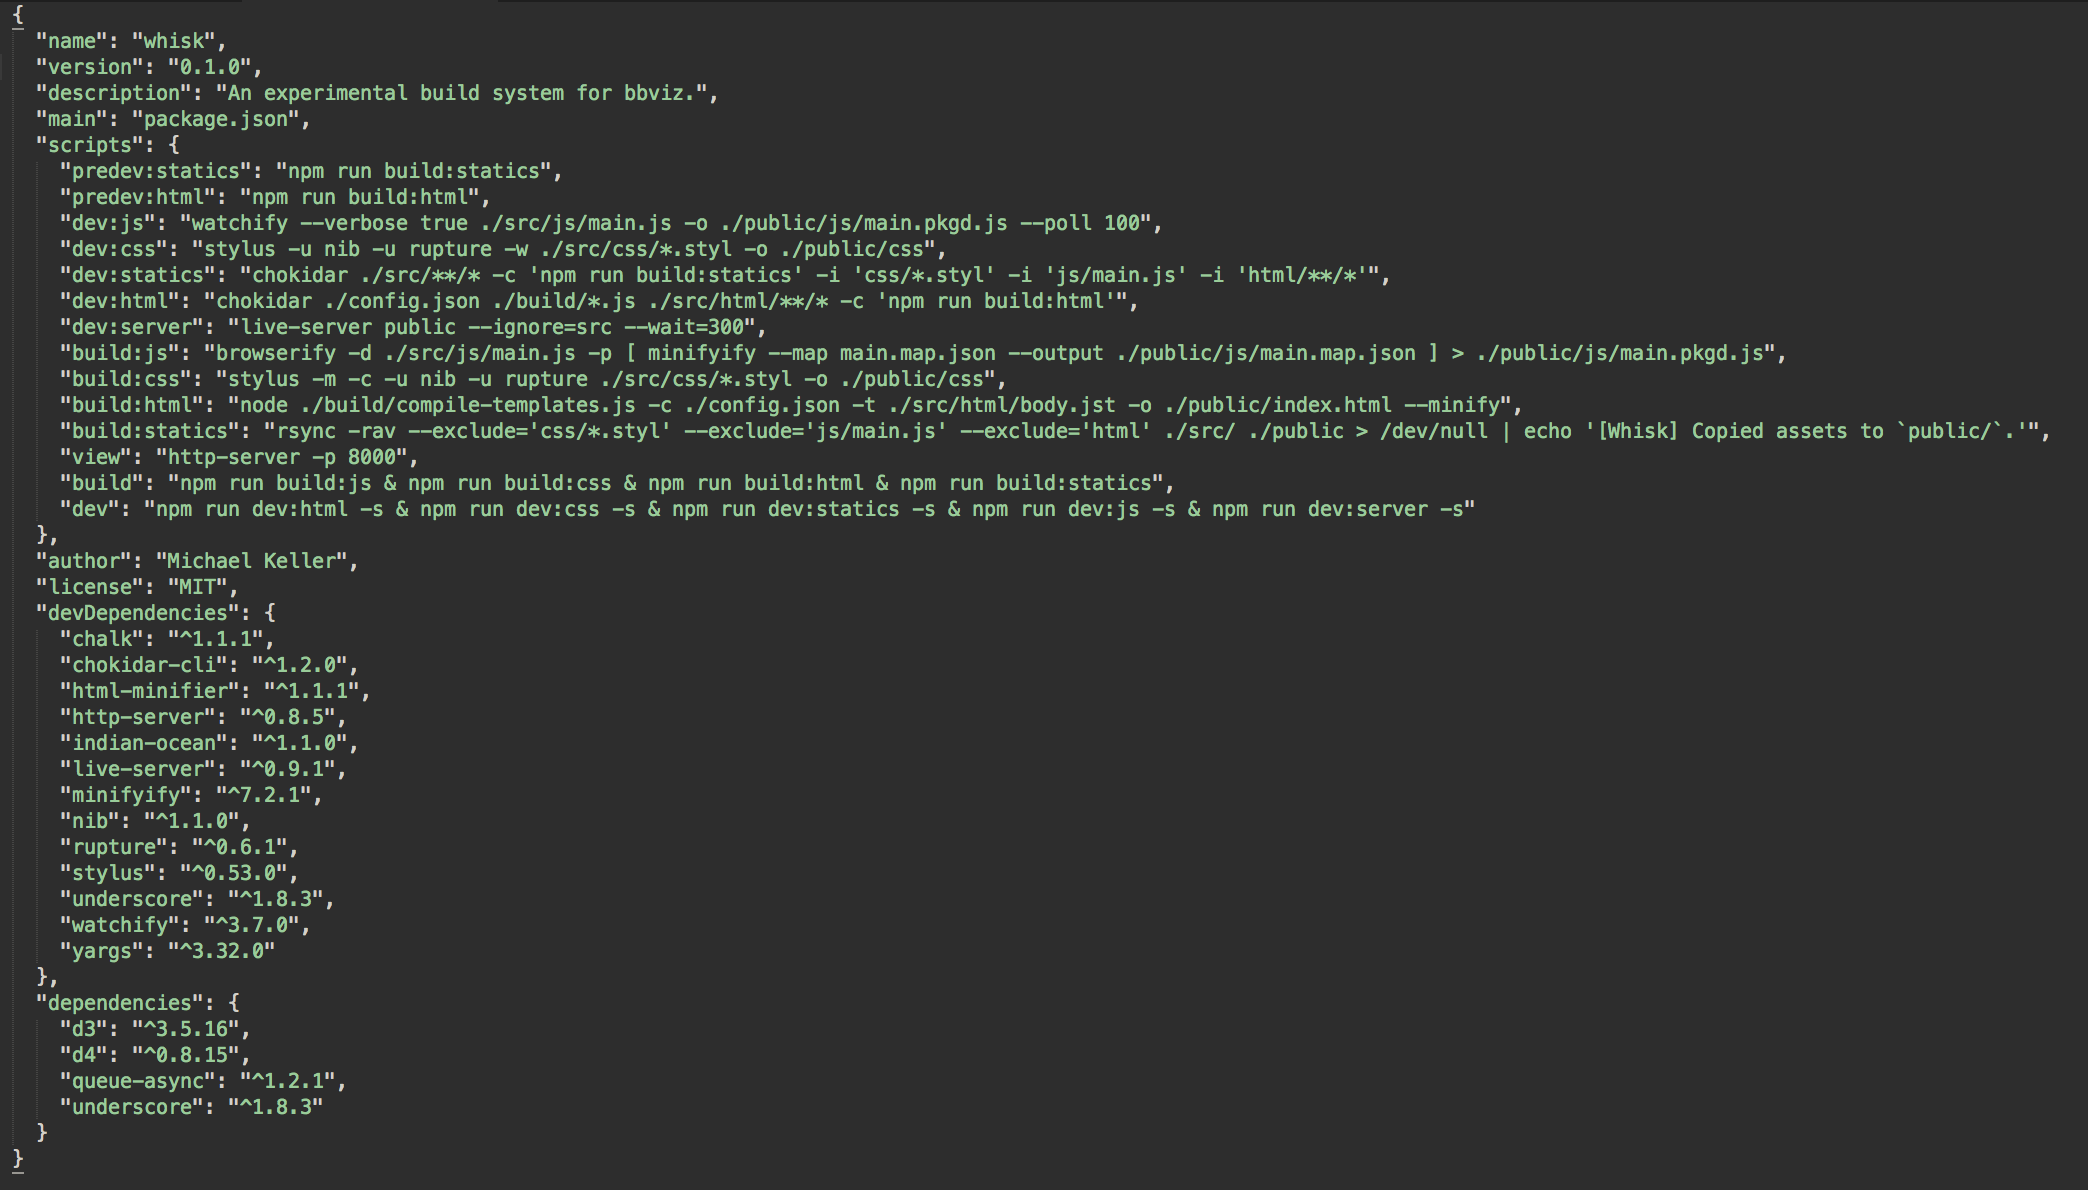 {
  "name": "whisk",
  "version": "0.1.0",
  "description": "An experimental build system for bbviz.",
  "main": "package.json",
  "scripts": {
    "predev:statics": "npm run build:statics",
    "predev:html": "npm run build:html",
    "dev:js": "watchify --verbose true ./src/js/main.js -o ./public/js/main.pkgd.js --poll 100",
    "dev:css": "stylus -u nib -u rupture -w ./src/css/*.styl -o ./public/css",
    "dev:statics": "chokidar ./src/**/* -c 'npm run build:statics' -i 'css/*.styl' -i 'js/main.js' -i 'html/**/*'",
    "dev:html": "chokidar ./config.json ./build/*.js ./src/html/**/* -c 'npm run build:html'",
    "dev:server": "live-server public --ignore=src --wait=300",
    "build:js": "browserify -d ./src/js/main.js -p [ minifyify --map main.map.json --output ./public/js/main.map.json ] > ./public/js/main.pkgd.js",
    "build:css": "stylus -m -c -u nib -u rupture ./src/css/*.styl -o ./public/css",
    "build:html": "node ./build/compile-templates.js -c ./config.json -t ./src/html/body.jst -o ./public/index.html --minify",
    "build:statics": "rsync -rav --exclude='css/*.styl' --exclude='js/main.js' --exclude='html' ./src/ ./public > /dev/null | echo '[Whisk] Copied assets to `public/`.'",
    "view": "http-server -p 8000",
    "build": "npm run build:js & npm run build:css & npm run build:html & npm run build:statics",
    "dev": "npm run dev:html -s & npm run dev:css -s & npm run dev:statics -s & npm run dev:js -s & npm run dev:server -s"
  },
  "author": "Michael Keller",
  "license": "MIT",
  "devDependencies": {
    "chalk": "^1.1.1",
    "chokidar-cli": "^1.2.0",
    "html-minifier": "^1.1.1",
    "http-server": "^0.8.5",
    "indian-ocean": "^1.1.0",
    "live-server": "^0.9.1",
    "minifyify": "^7.2.1",
    "nib": "^1.1.0",
    "rupture": "^0.6.1",
    "stylus": "^0.53.0",
    "underscore": "^1.8.3",
    "watchify": "^3.7.0",
    "yargs": "^3.32.0"
  },
  "dependencies": {
    "d3": "^3.5.16",
    "d4": "^0.8.15",
    "queue-async": "^1.2.1",
    "underscore": "^1.8.3"
  }
}